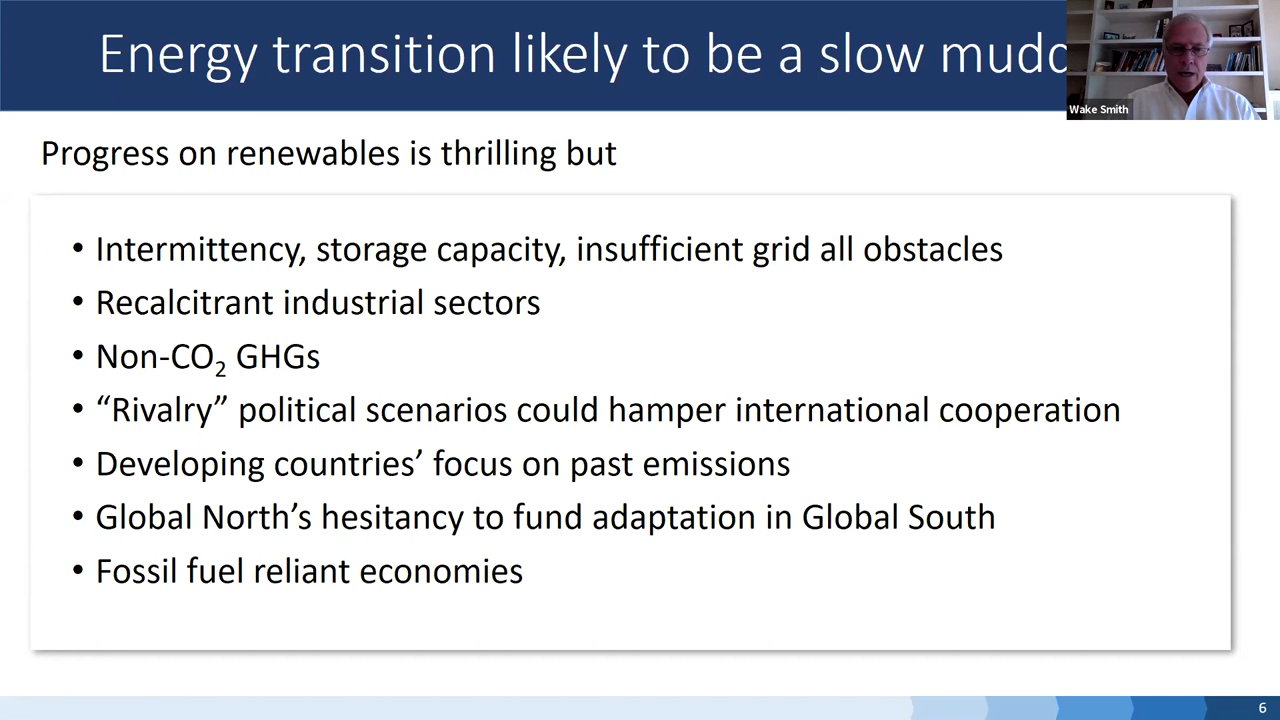 Energy transition likely to be a slow
Wake Smith
Progress on renewables is thrilling but
• Intermittency, storage capacity, insufficient grid all obstacles
• Recalcitrant industrial sectors
• Non-CO₂ GHGs
• “Rivalry” political scenarios could hamper international cooperation
• Developing countries’ focus on past emissions
• Global North’s hesitancy to fund adaptation in Global South
• Fossil fuel reliant economies
6